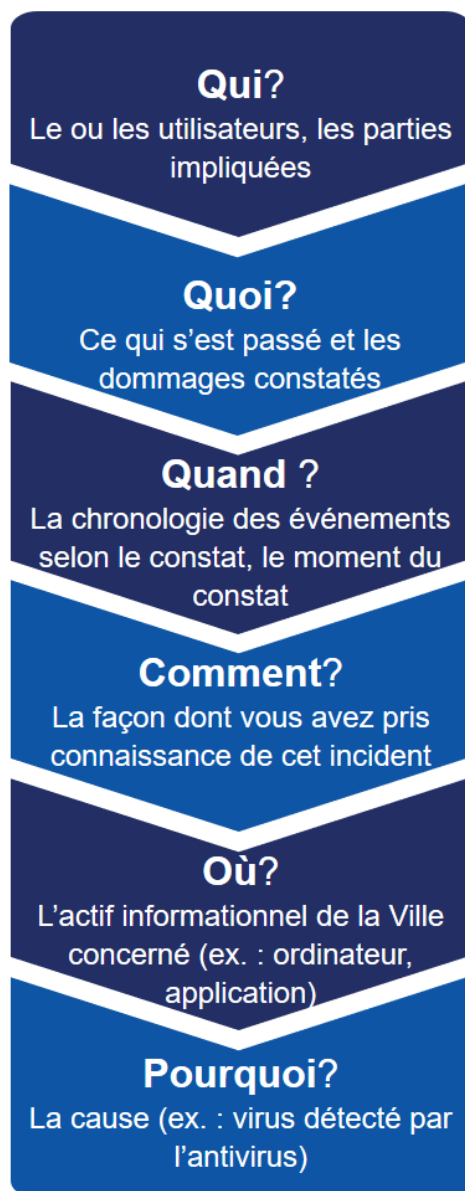 Qui?
Le ou les utilisateurs, les parties
impliquées
Quoi?
Ce qui s’est passé et les
dommages constatés
Quand ?
La chronologie des événements
selon le constat, le moment du
constat
Comment?
La façon dont vous avez pris
connaissance de cet incident
Où?
L’actif informationnel de la Ville
concerné (ex. : ordinateur,
application)
Pourquoi?
La cause (ex. : virus détecté par
l’antivirus)